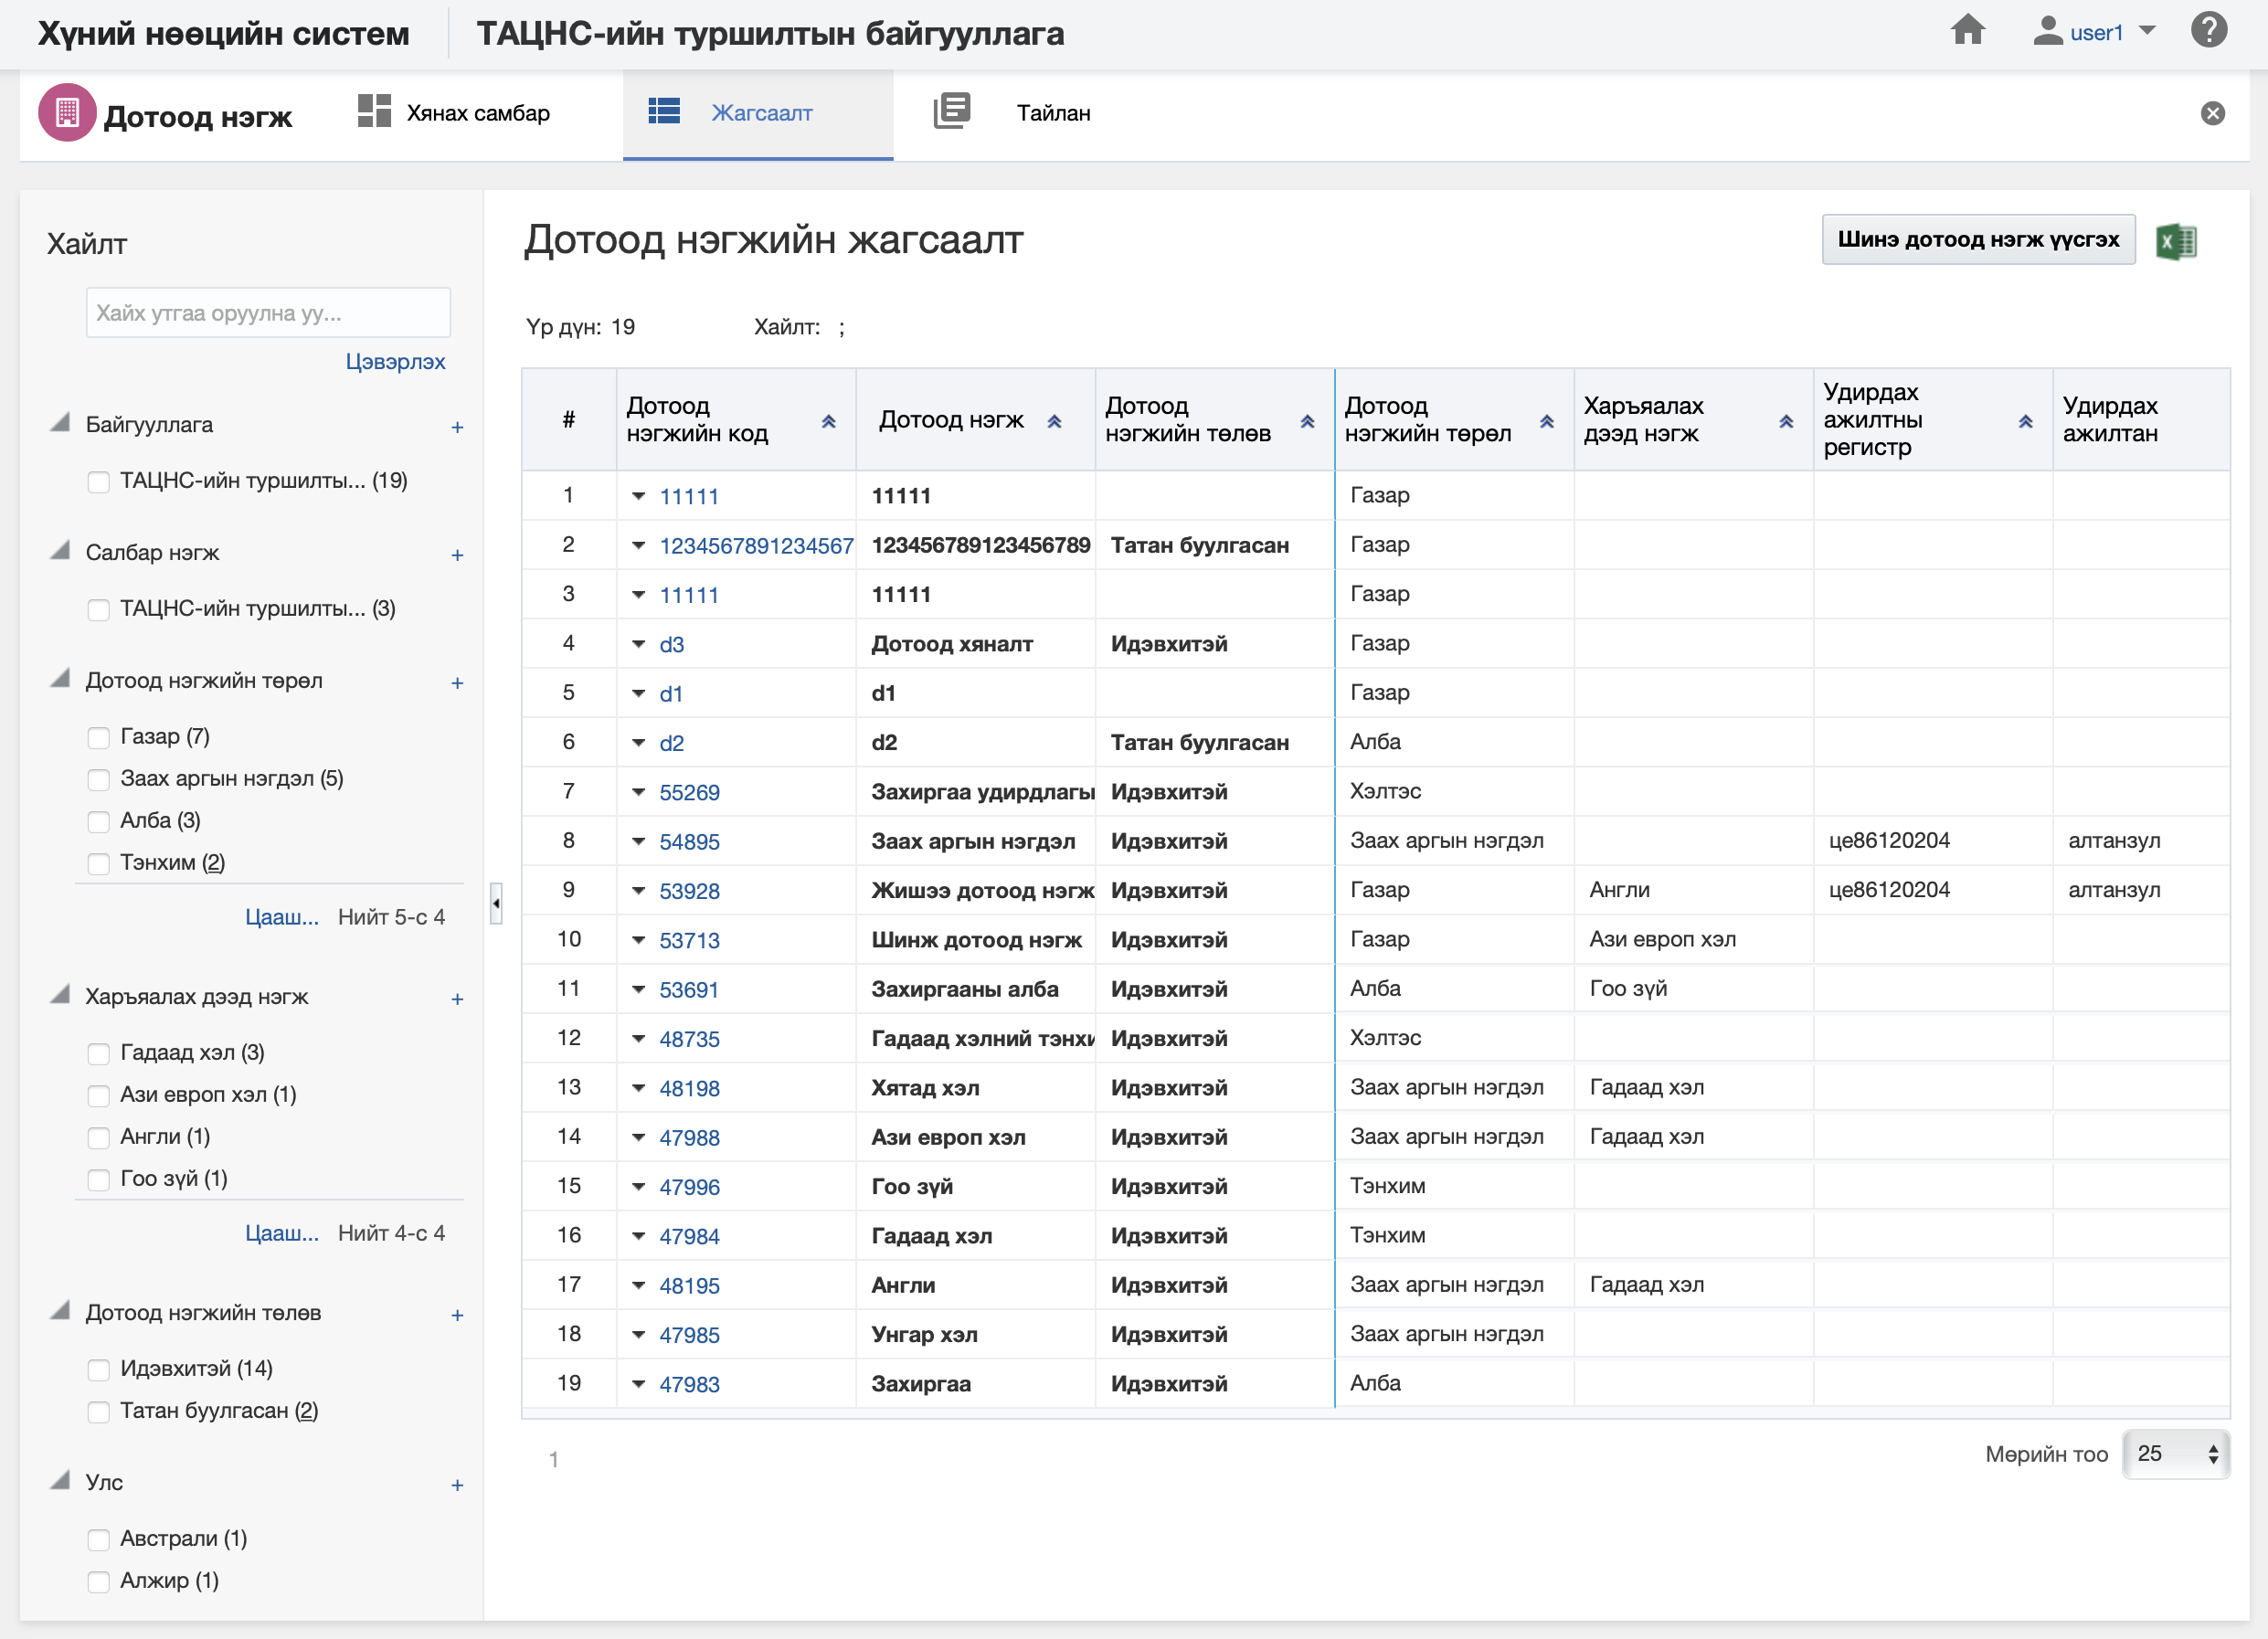 Хүний нөөцийн систем
ТАЦНС-ийн туршилтын байгууллага
user1
Дотоод нэгж
Хянах самбар
Жагсаалт
Тайлан
Хайлт
Хайх утгаа оруулна уу...
Цэвэрлэх
Байгууллага +
ТАЦНС-ийн туршилты... (19)
Салбар нэгж +
ТАЦНС-ийн туршилты... (3)
Дотоод нэгжийн төрөл +
Газар (7)
Заах аргын нэгдэл (5)
Алба (3)
Тэнхим (2)
Цааш... Нийт 5-с 4
Харъяалах дээд нэгж +
Гадаад хэл (3)
Ази европ хэл (1)
Англи (1)
Гоо зүй (1)
Цааш... Нийт 4-с 4
Дотоод нэгжийн төлөв +
Идэвхитэй (14)
Татан буулгасан (2)
Улс +
Австрали (1)
Алжир (1)
Дотоод нэгжийн жагсаалт
Шинэ дотоод нэгж үүсгэх
Үр дүн: 19 Хайлт: ;
# Дотоод нэгжийн код Дотоод нэгж Дотоод нэгжийн төлөв Дотоод нэгжийн төрөл Харъяалах дээд нэгж Удирдах ажилтны регистр Удирдах ажилтан
1 11111 11111 Газар
2 1234567891234567 123456789123456789 Татан буулгасан Газар
3 11111 11111 Газар
4 d3 Дотоод хяналт Идэвхитэй Газар
5 d1 d1 Газар
6 d2 d2 Татан буулгасан Алба
7 55269 Захиргаа удирдлагы Идэвхитэй Хэлтэс
8 54895 Заах аргын нэгдэл Идэвхитэй Заах аргын нэгдэл це86120204 алтанзул
9 53928 Жишээ дотоод нэгж Идэвхитэй Газар Англи це86120204 алтанзул
10 53713 Шинж дотоод нэгж Идэвхитэй Газар Ази европ хэл
11 53691 Захиргааны алба Идэвхитэй Алба Гоо зүй
12 48735 Гадаад хэлний тэнхи Идэвхитэй Хэлтэс
13 48198 Хятад хэл Идэвхитэй Заах аргын нэгдэл Гадаад хэл
14 47988 Ази европ хэл Идэвхитэй Заах аргын нэгдэл Гадаад хэл
15 47996 Гоо зүй Идэвхитэй Тэнхим
16 47984 Гадаад хэл Идэвхитэй Тэнхим
17 48195 Англи Идэвхитэй Заах аргын нэгдэл Гадаад хэл
18 47985 Унгар хэл Идэвхитэй Заах аргын нэгдэл
19 47983 Захиргаа Идэвхитэй Алба
1
Мөрийн тоо 25